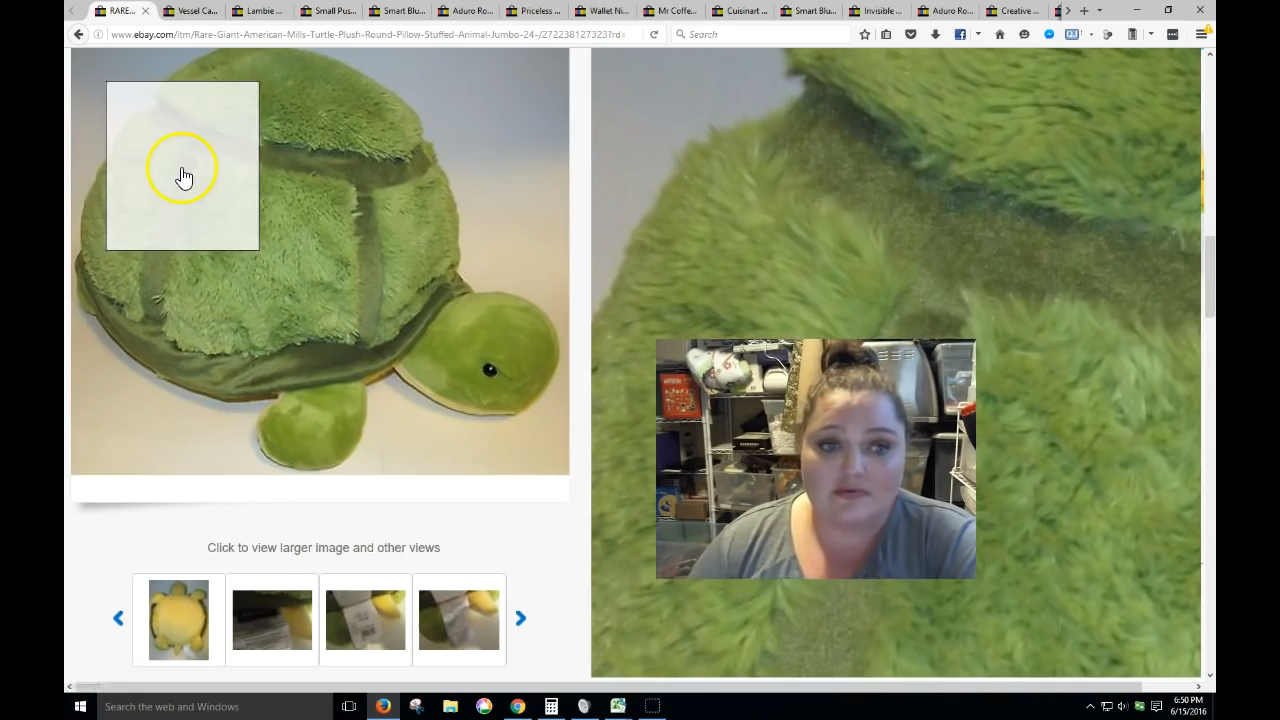 RARE...
Vessel Ca...
Lambie ...
Small Pus...
Smart Blu...
Aduro Ro...
Priceless ...
Wallet Ni...
Mr Coffe...
Cuisinart ...
Smart Blu...
Invisible ...
Aduro Ro...
Creative ...
www.ebay.com/itm/Rare-Giant-American-Mills-Turtle-Plush-Round-Pillow-Stuffed-Animal-Jumbo-24-/272238127323?rd=
Search
Click to view larger image and other views
Search the web and Windows
6:50 PM
6/15/2016